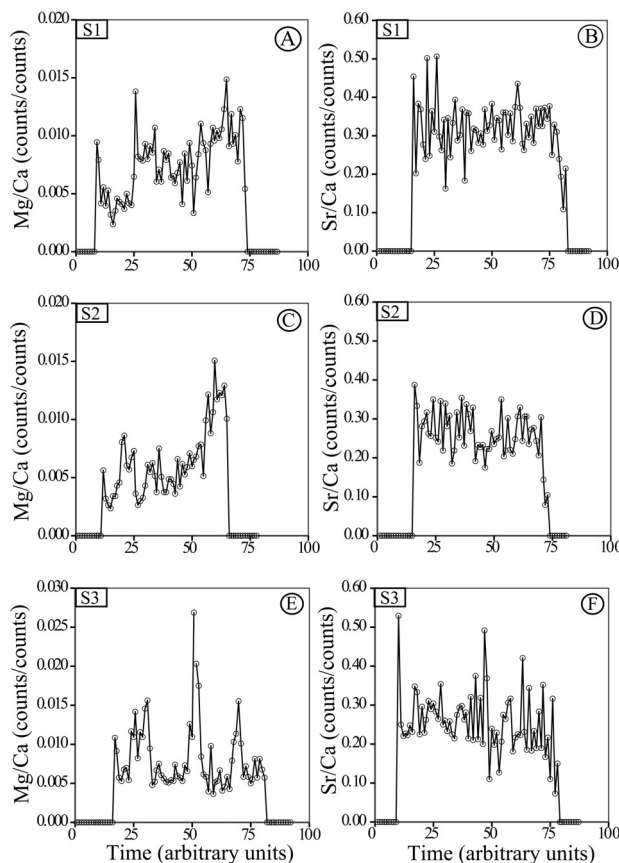 S1
A
Mg/Ca (counts/counts)
0.020
0.015
0.010
0.005
0.000
0 25 50 75 100
S1
B
Sr/Ca (counts/counts)
0.60
0.50
0.40
0.30
0.20
0.10
0.00
0 25 50 75 100
S2
C
Mg/Ca (counts/counts)
0.020
0.015
0.010
0.005
0.000
0 25 50 75 100
S2
D
Sr/Ca (counts/counts)
0.60
0.50
0.40
0.30
0.20
0.10
0.00
0 25 50 75 100
S3
E
Mg/Ca (counts/counts)
0.030
0.025
0.020
0.015
0.010
0.005
0.000
0 25 50 75 100
Time (arbitrary units)
S3
F
Sr/Ca (counts/counts)
0.60
0.50
0.40
0.30
0.20
0.10
0.00
0 25 50 75 100
Time (arbitrary units)